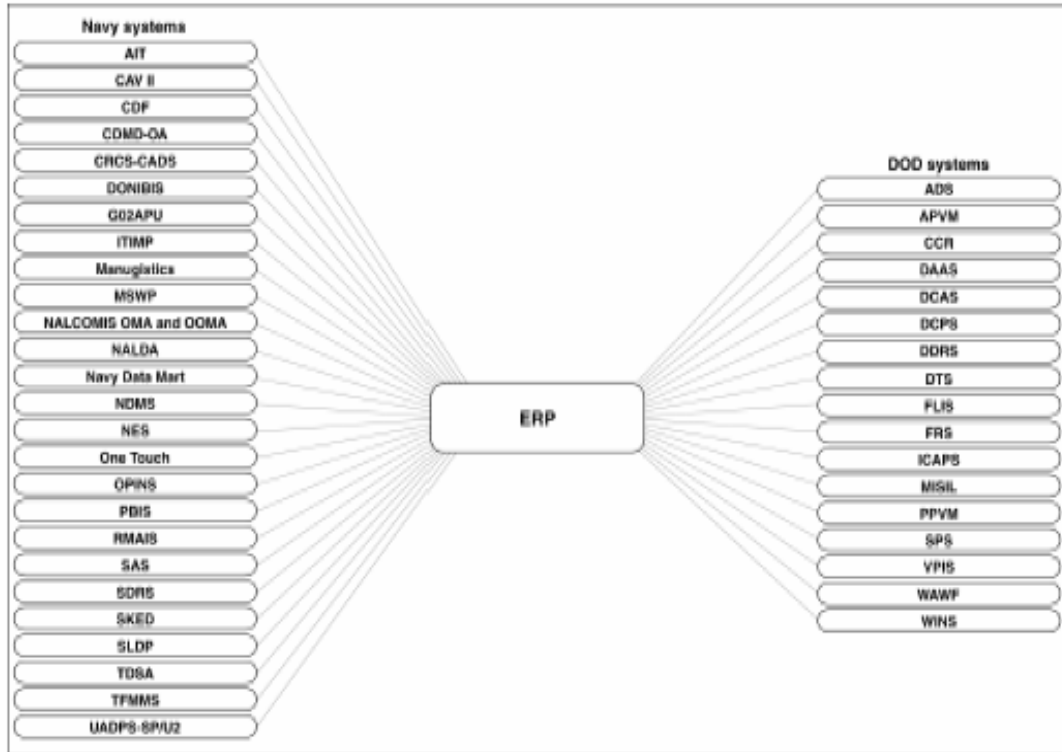 Navy systems
AIT
CAV II
CDF
CDMD-OA
CRCS-CADS
DONIBIS
G02APU
ITIMP
Manugistics
MSWP
NALCOMIS OMA and OOMA
NALDA
Navy Data Mart
NDMS
NES
One Touch
OPINS
PBIS
RMAIS
SAS
SDRS
SKED
SLDP
TDSA
TFMMS
UADPS-SP/U2
ERP
DOD systems
ADS
APVM
CCR
DAAS
DCAS
DCPS
DDRS
DTS
FLIS
FRS
ICAPS
MISIL
PPVM
SPS
VPIS
WAWF
WINS